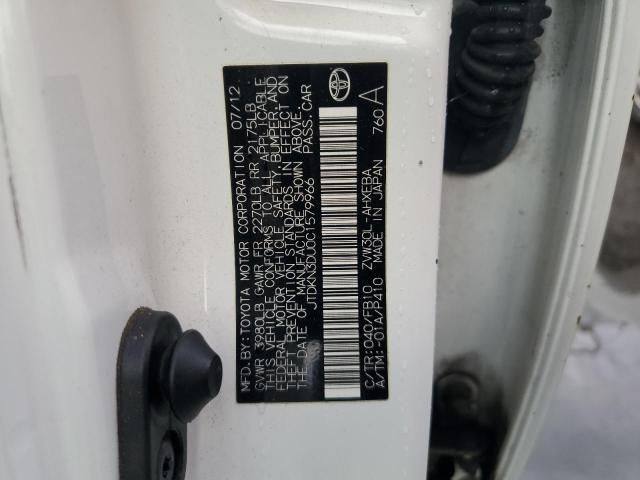 MFD.BY:TOYOTA MOTOR CORPORATION 07/12
GVWR 3980LB GAWR FR 2270LB RR 2175LB
THIS VEHICLE CONFORMS TO ALL APPLICABLE
FEDERAL MOTOR VEHICLE SAFETY,BUMPER, AND
THEFT PREVENTION STANDARDS IN EFFECT ON
THE DATE OF MANUFACTURE SHOWN ABOVE.
JTDKN3DU0C1579966 PASS.CAR
C/TR:040/FB10 ZVW30L-AHXEBA
A/TM:-01A/P410 MADE IN JAPAN 760 A